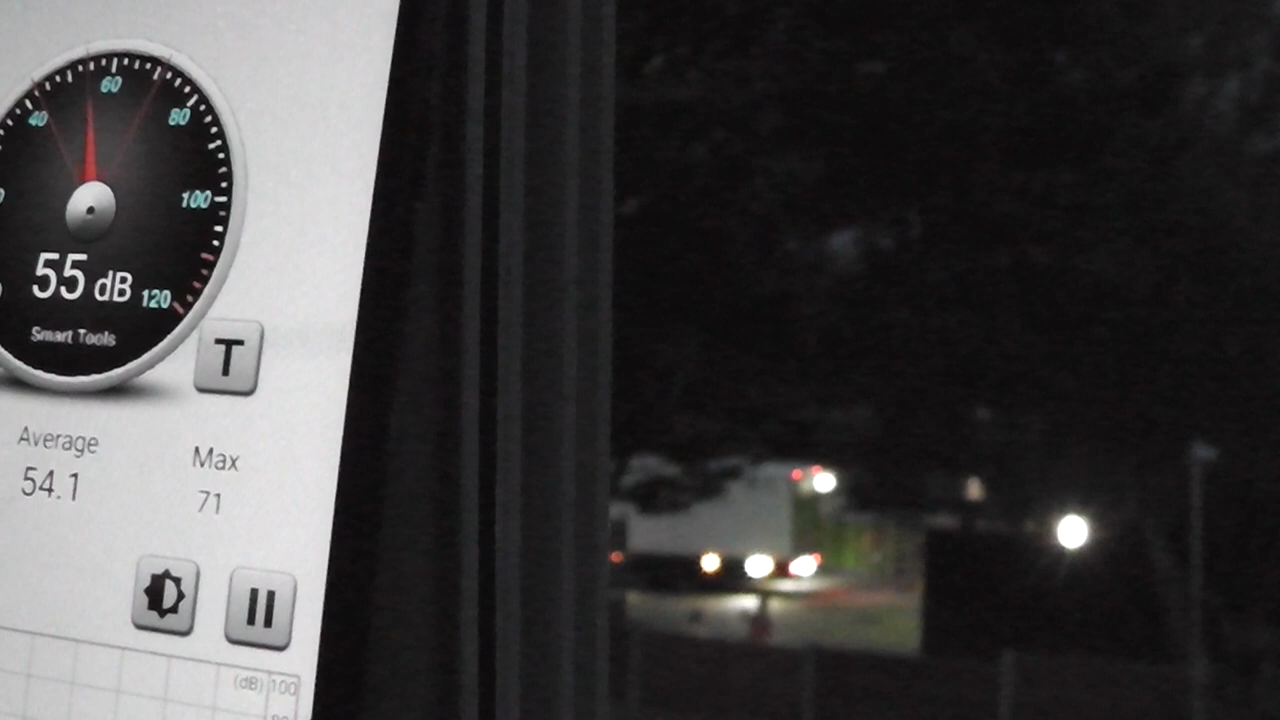 60
40
80
100
55 dB
120
Smart Tools
T
Average
Max
54.1
71
(dB) 100